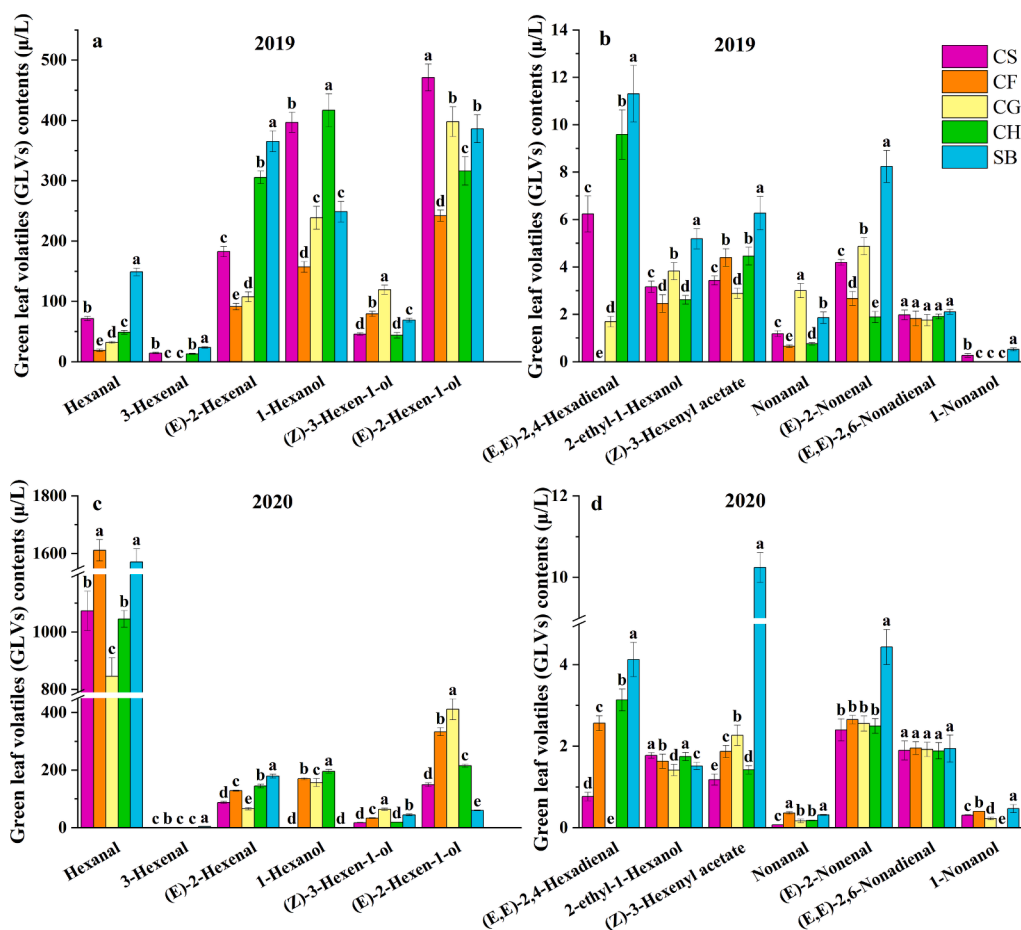 a
2019
Green leaf volatiles (GLVs) contents (µ/L)
500
400
300
200
100
0
b e d c a
b c c b a
c e d b a
b d d a c
c d a d b
a d b c b
Hexanal
3-Hexenal
(E)-2-Hexenal
1-Hexanol
(Z)-3-Hexen-1-ol
(E)-2-Hexen-1-ol
b
2019
Green leaf volatiles (GLVs) contents (µ/L)
14
12
10
8
6
4
2
0
c e d b a
c d b d a
c b d b a
c d a d b
c d b e a
a a a a a
b c c c a
(E,E)-2,4-Hexadienal
2-ethyl-1-Hexanol
(Z)-3-Hexenyl acetate
Nonanal
(E)-2-Nonenal
(E,E)-2,6-Nonadienal
1-Nonanol
CS
CF
CG
CH
SB
c
2020
Green leaf volatiles (GLVs) contents (µ/L)
1800
1600
1000
800
400
200
0
b a c b a
c b c c a
d c e b a
d b c a d
d c a d b
d b a c e
Hexanal
3-Hexenal
(E)-2-Hexenal
1-Hexanol
(Z)-3-Hexen-1-ol
(E)-2-Hexen-1-ol
d
2020
Green leaf volatiles (GLVs) contents (µ/L)
12
10
4
2
0
d c e b a
a b c a c
e c b d a
c a b b a
b b b b a
a a a a a
c b d e a
(E,E)-2,4-Hexadienal
2-ethyl-1-Hexanol
(Z)-3-Hexenyl acetate
Nonanal
(E)-2-Nonenal
(E,E)-2,6-Nonadienal
1-Nonanol